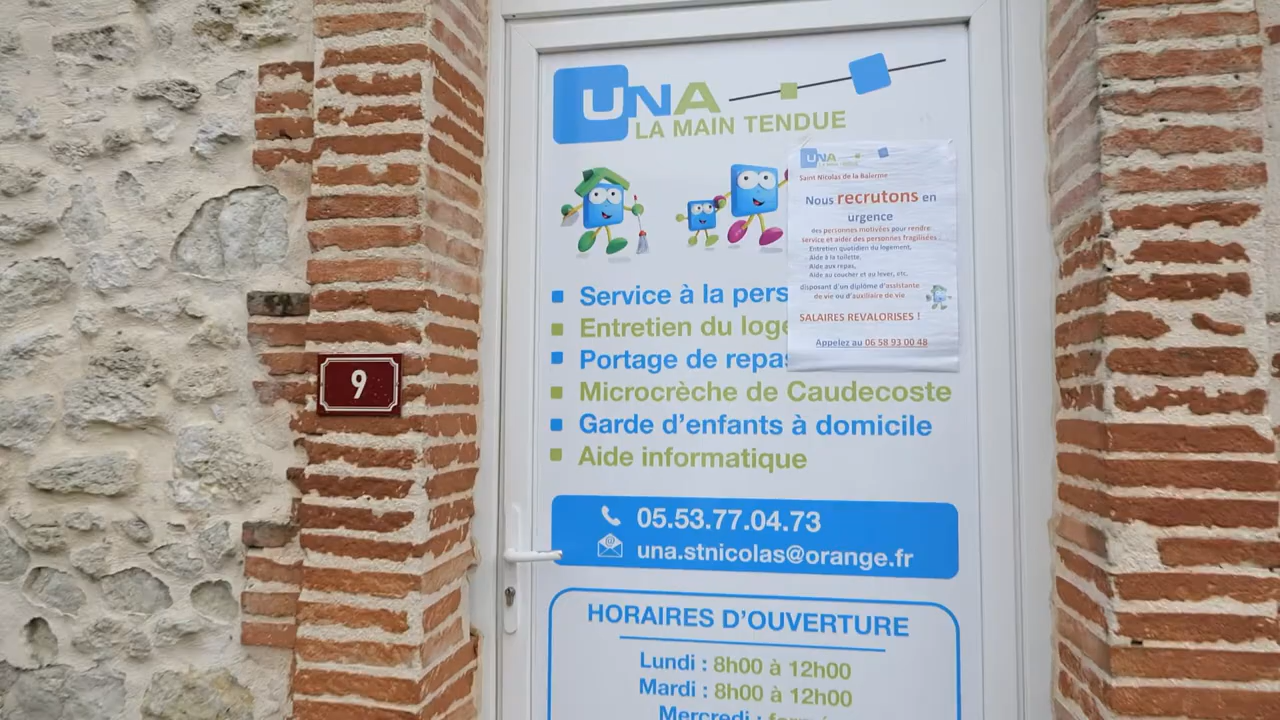 UNA
LA MAIN TENDUE
UNA
LA MAIN TENDUE
Saint Nicolas de la Balerme
Nous recrutons en
urgence
des personnes motivées pour rendre
service et aider des personnes fragilisées :
Entretien quotidien du logement,
Aide à la toilette,
Aide aux repas,
Aide au coucher et au lever, etc.
disposant d'un diplôme d'assistante
de vie ou d'auxiliaire de vie
SALAIRES REVALORISES !
Appelez au 06 58 93 00 48
Service à la pers
Entretien du loge
Portage de repas
Microcrèche de Caudecoste
Garde d'enfants à domicile
Aide informatique
9
05.53.77.04.73
una.stnicolas@orange.fr
HORAIRES D'OUVERTURE
Lundi : 8h00 à 12h00
Mardi : 8h00 à 12h00
Mercredi :